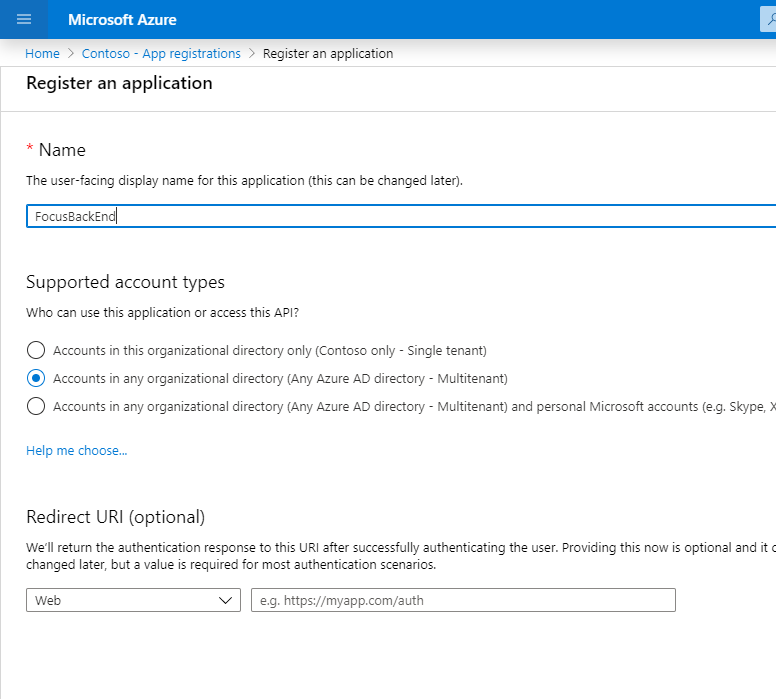 Microsoft Azure
Home > Contoso - App registrations > Register an application
Register an application
* Name
The user-facing display name for this application (this can be changed later).
FocusBackEnd
Supported account types
Who can use this application or access this API?
Accounts in this organizational directory only (Contoso only - Single tenant)
Accounts in any organizational directory (Any Azure AD directory - Multitenant)
Accounts in any organizational directory (Any Azure AD directory - Multitenant) and personal Microsoft accounts (e.g. Skype, X
Help me choose...
Redirect URI (optional)
We'll return the authentication response to this URI after successfully authenticating the user. Providing this now is optional and it c
changed later, but a value is required for most authentication scenarios.
Web
e.g. https://myapp.com/auth